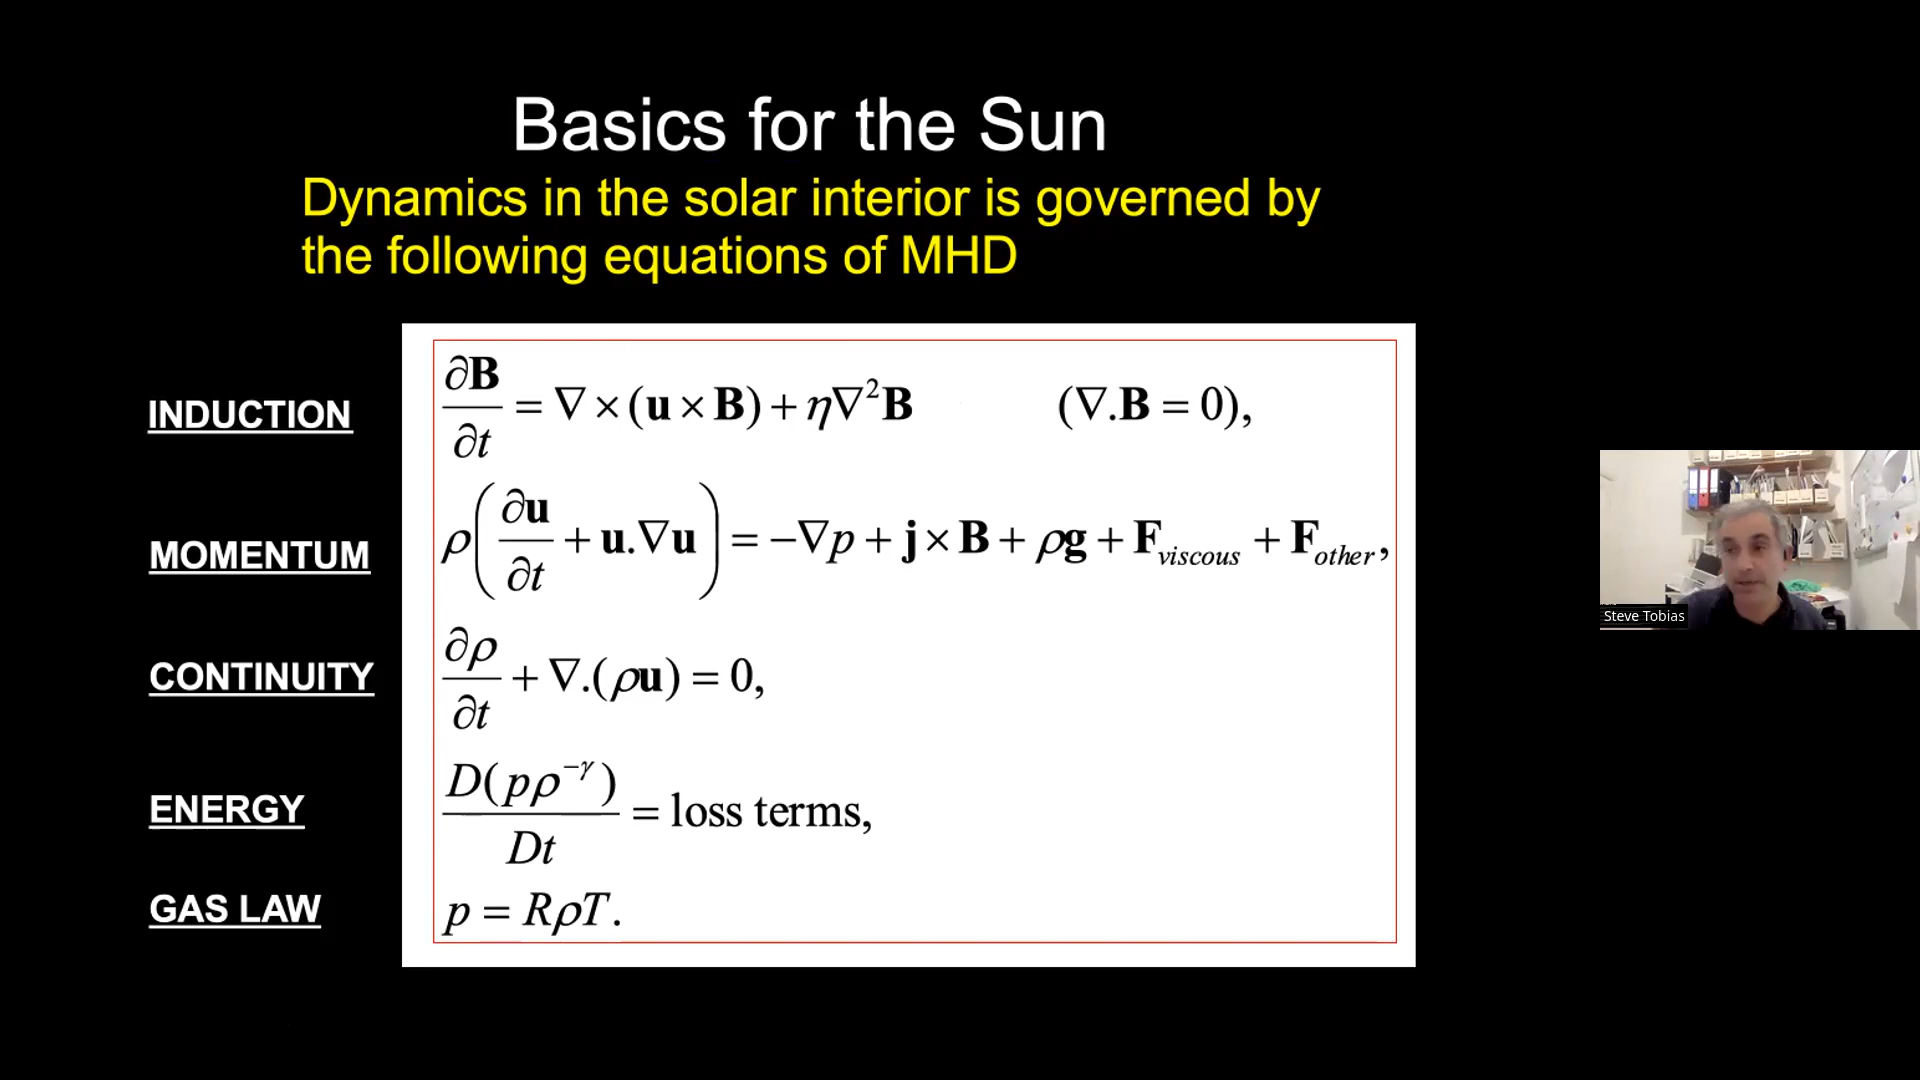 Basics for the Sun
Dynamics in the solar interior is governed by
the following equations of MHD
INDUCTION
∂B/∂t = ∇ × (u × B) + η∇²B (∇.B = 0),
MOMENTUM
ρ(∂u/∂t + u.∇u) = −∇p + j × B + ρg + F_viscous + F_other,
CONTINUITY
∂ρ/∂t + ∇.(ρu) = 0,
ENERGY
D(pρ^−γ)/Dt = loss terms,
GAS LAW
p = RρT.
Steve Tobias